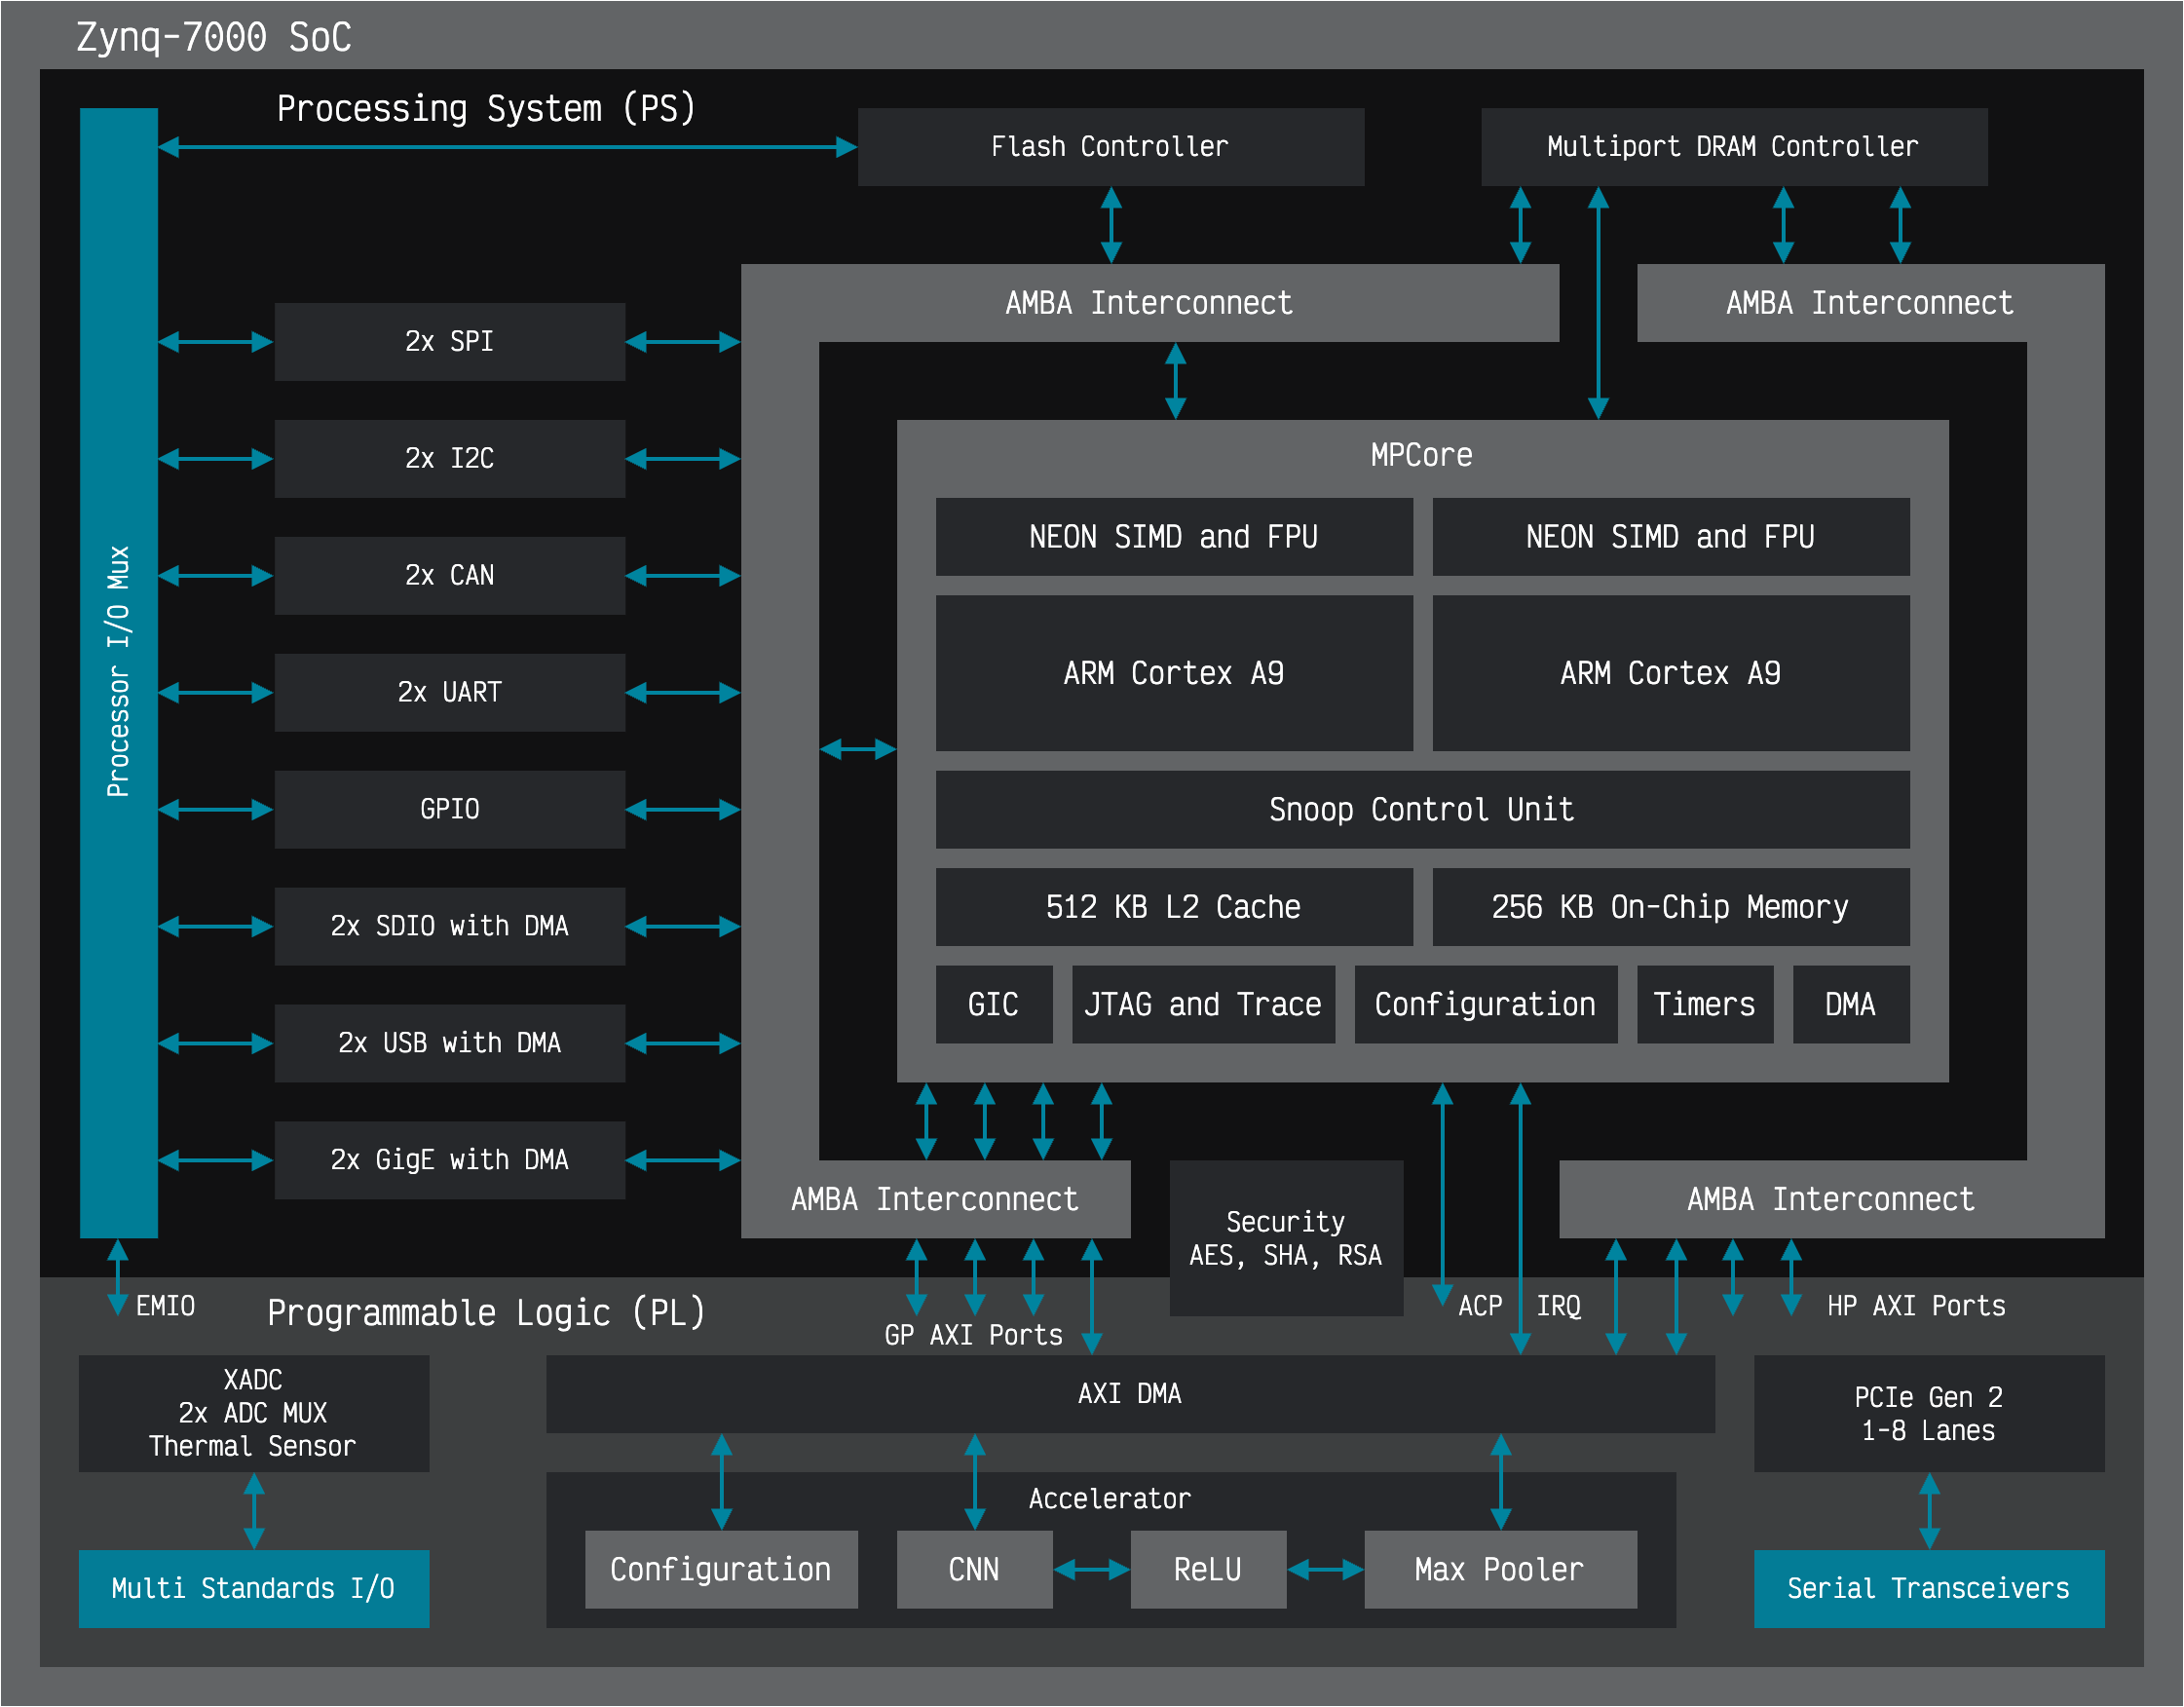 Zynq-7000 SoC
Processing System (PS)
Flash Controller
Multiport DRAM Controller
AMBA Interconnect
AMBA Interconnect
Processor I/O Mux
2x SPI
2x I2C
2x CAN
2x UART
GPIO
2x SDIO with DMA
2x USB with DMA
2x GigE with DMA
MPCore
NEON SIMD and FPU
NEON SIMD and FPU
ARM Cortex A9
ARM Cortex A9
Snoop Control Unit
512 KB L2 Cache
256 KB On-Chip Memory
GIC
JTAG and Trace
Configuration
Timers
DMA
AMBA Interconnect
Security
AES, SHA, RSA
AMBA Interconnect
EMIO
Programmable Logic (PL)
GP AXI Ports
ACP
IRQ
HP AXI Ports
XADC
2x ADC MUX
Thermal Sensor
AXI DMA
PCIe Gen 2
1-8 Lanes
Accelerator
Configuration
CNN
ReLU
Max Pooler
Multi Standards I/O
Serial Transceivers